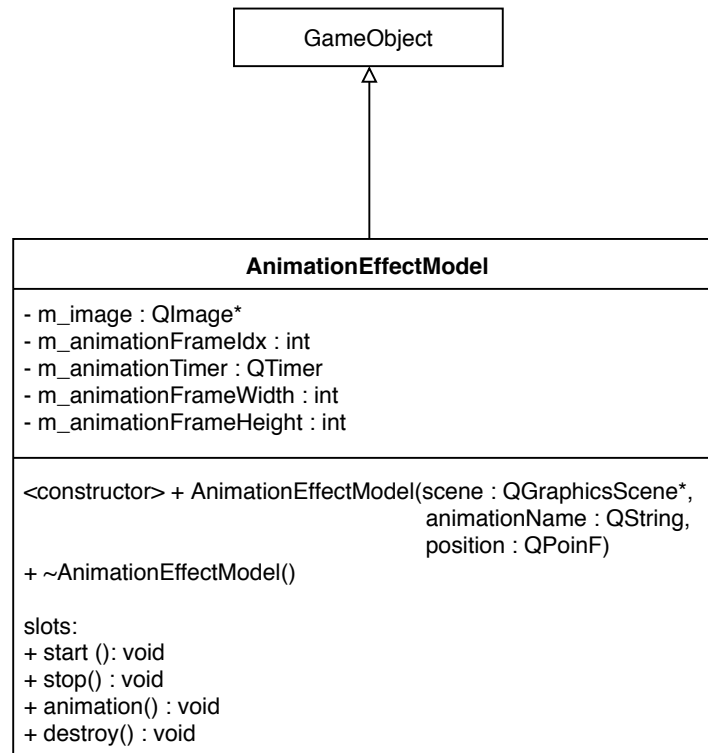 GameObject
AnimationEffectModel
- m_image : QImage*
- m_animationFrameIdx : int
- m_animationTimer : QTimer
- m_animationFrameWidth : int
- m_animationFrameHeight : int
<constructor> + AnimationEffectModel(scene : QGraphicsScene*,
animationName : QString,
position : QPoinF)
+ ~AnimationEffectModel()
slots:
+ start (): void
+ stop() : void
+ animation() : void
+ destroy() : void